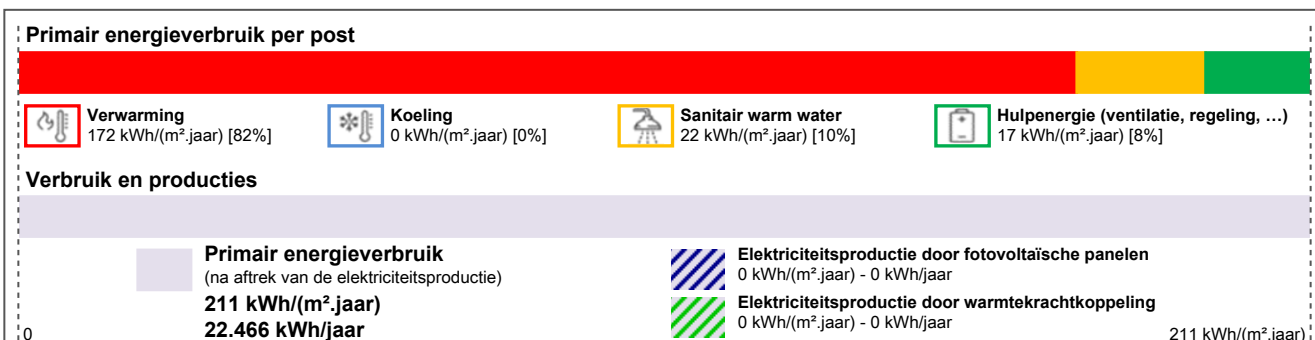 Primair energieverbruik per post
Verwarming
172 kWh/(m².jaar) [82%]
Koeling
0 kWh/(m².jaar) [0%]
Sanitair warm water
22 kWh/(m².jaar) [10%]
Hulpenergie (ventilatie, regeling, …)
17 kWh/(m².jaar) [8%]
Verbruik en producties
Primair energieverbruik
(na aftrek van de elektriciteitsproductie)
211 kWh/(m².jaar)
22.466 kWh/jaar
Elektriciteitsproductie door fotovoltaïsche panelen
0 kWh/(m².jaar) - 0 kWh/jaar
Elektriciteitsproductie door warmtekrachtkoppeling
0 kWh/(m².jaar) - 0 kWh/jaar
0
211 kWh/(m².jaar)